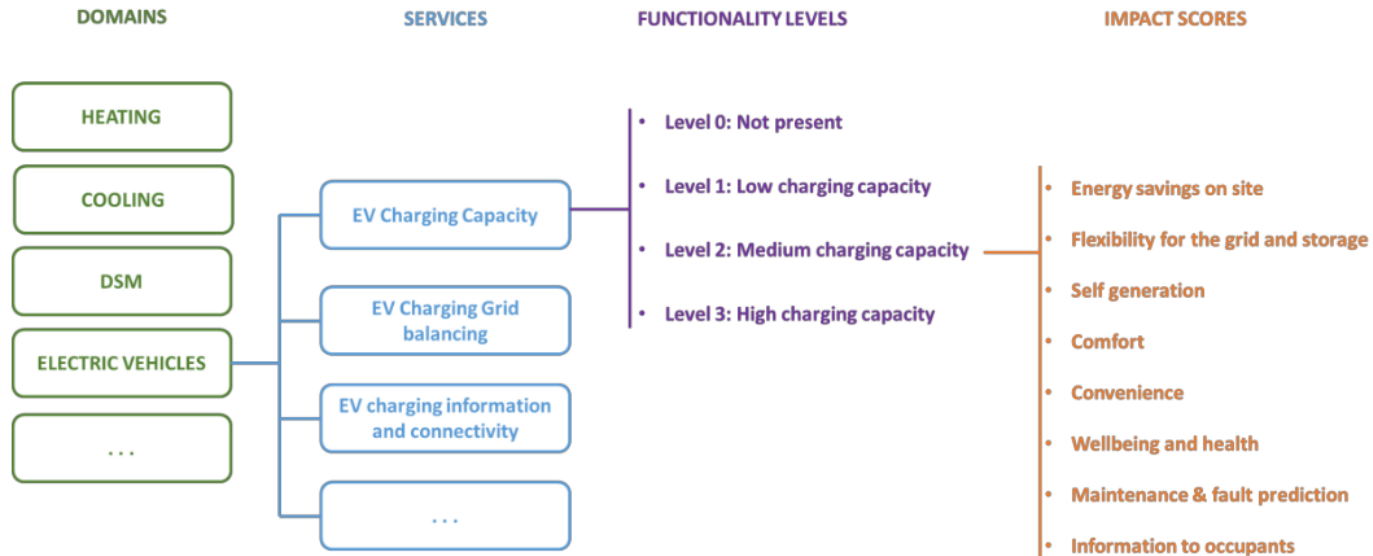 DOMAINS
SERVICES
FUNCTIONALITY LEVELS
IMPACT SCORES
HEATING
COOLING
DSM
ELECTRIC VEHICLES
...
EV Charging Capacity
EV Charging Grid
balancing
EV charging information
and connectivity
...
• Level 0: Not present
• Level 1: Low charging capacity
• Level 2: Medium charging capacity
• Level 3: High charging capacity
• Energy savings on site
• Flexibility for the grid and storage
• Self generation
• Comfort
• Convenience
• Wellbeing and health
• Maintenance & fault prediction
• Information to occupants